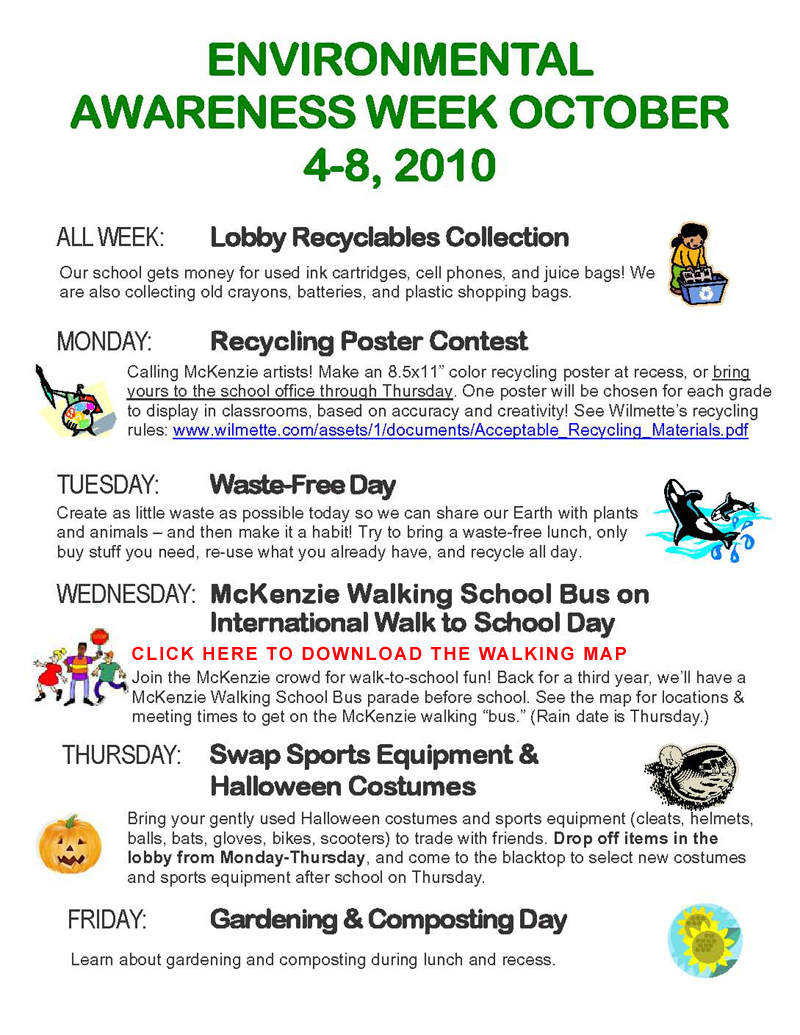 ENVIRONMENTAL
AWARENESS WEEK OCTOBER
4-8, 2010
ALL WEEK: Lobby Recyclables Collection
Our school gets money for used ink cartridges, cell phones, and juice bags! We
are also collecting old crayons, batteries, and plastic shopping bags.
MONDAY: Recycling Poster Contest
Calling McKenzie artists! Make an 8.5x11” color recycling poster at recess, or bring
yours to the school office through Thursday. One poster will be chosen for each grade
to display in classrooms, based on accuracy and creativity! See Wilmette’s recycling
rules: www.wilmette.com/assets/1/documents/Acceptable_Recycling_Materials.pdf
TUESDAY: Waste-Free Day
Create as little waste as possible today so we can share our Earth with plants
and animals – and then make it a habit! Try to bring a waste-free lunch, only
buy stuff you need, re-use what you already have, and recycle all day.
WEDNESDAY: McKenzie Walking School Bus on
International Walk to School Day
CLICK HERE TO DOWNLOAD THE WALKING MAP
Join the McKenzie crowd for walk-to-school fun! Back for a third year, we’ll have a
McKenzie Walking School Bus parade before school. See the map for locations &
meeting times to get on the McKenzie walking “bus.” (Rain date is Thursday.)
THURSDAY: Swap Sports Equipment &
Halloween Costumes
Bring your gently used Halloween costumes and sports equipment (cleats, helmets,
balls, bats, gloves, bikes, scooters) to trade with friends. Drop off items in the
lobby from Monday-Thursday, and come to the blacktop to select new costumes
and sports equipment after school on Thursday.
FRIDAY: Gardening & Composting Day
Learn about gardening and composting during lunch and recess.